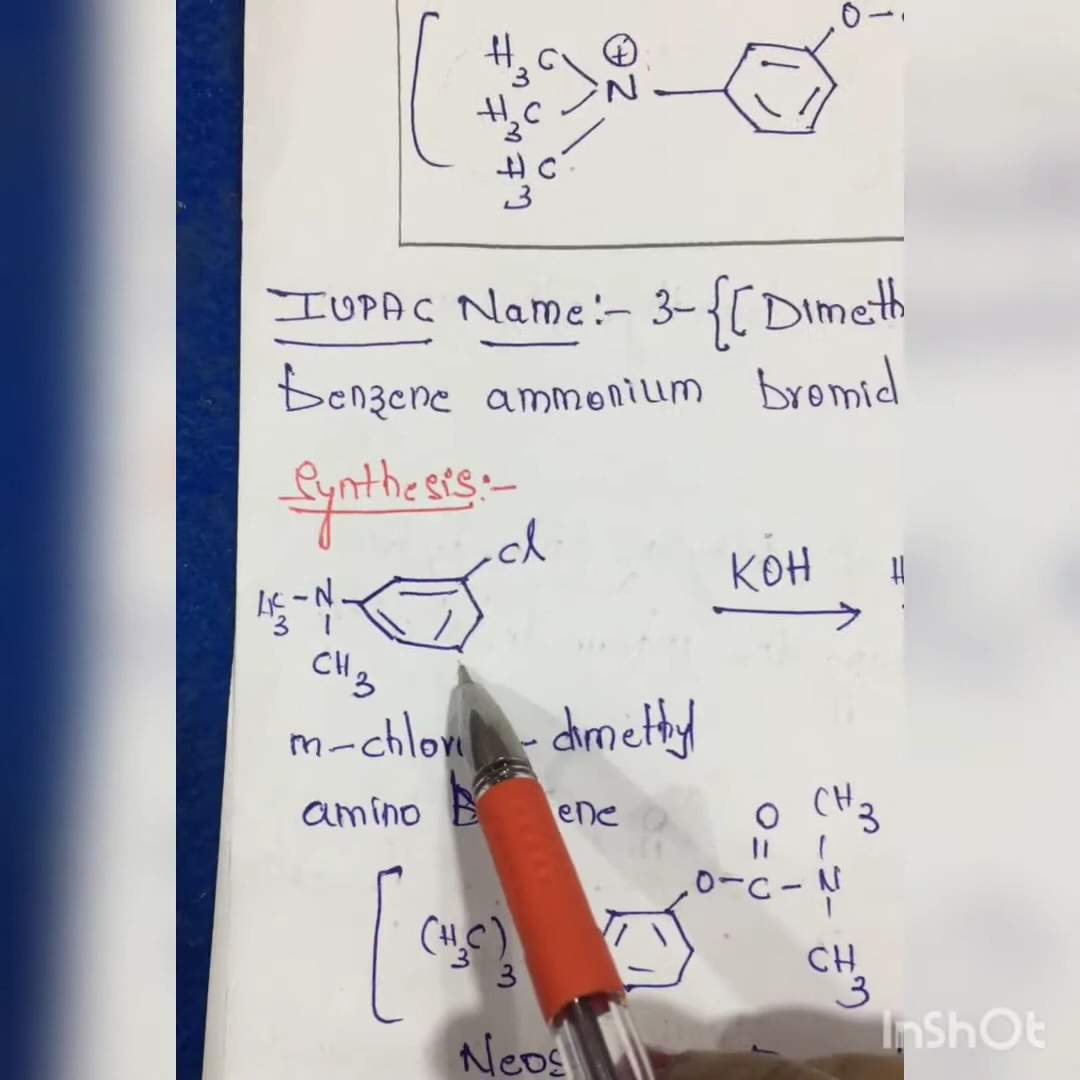 H3C
⊕
O-
H3C
N
H3C
IUPAC Name:- 3-{[Dimeth
benzene ammonium bromid
Synthesis:-
Cl
KOH
H
H3C-N
CH3
m-chlor - dimethyl
amino B ene
O CH3
O-C-N
(H3C)3
CH3
Neos
InShOt